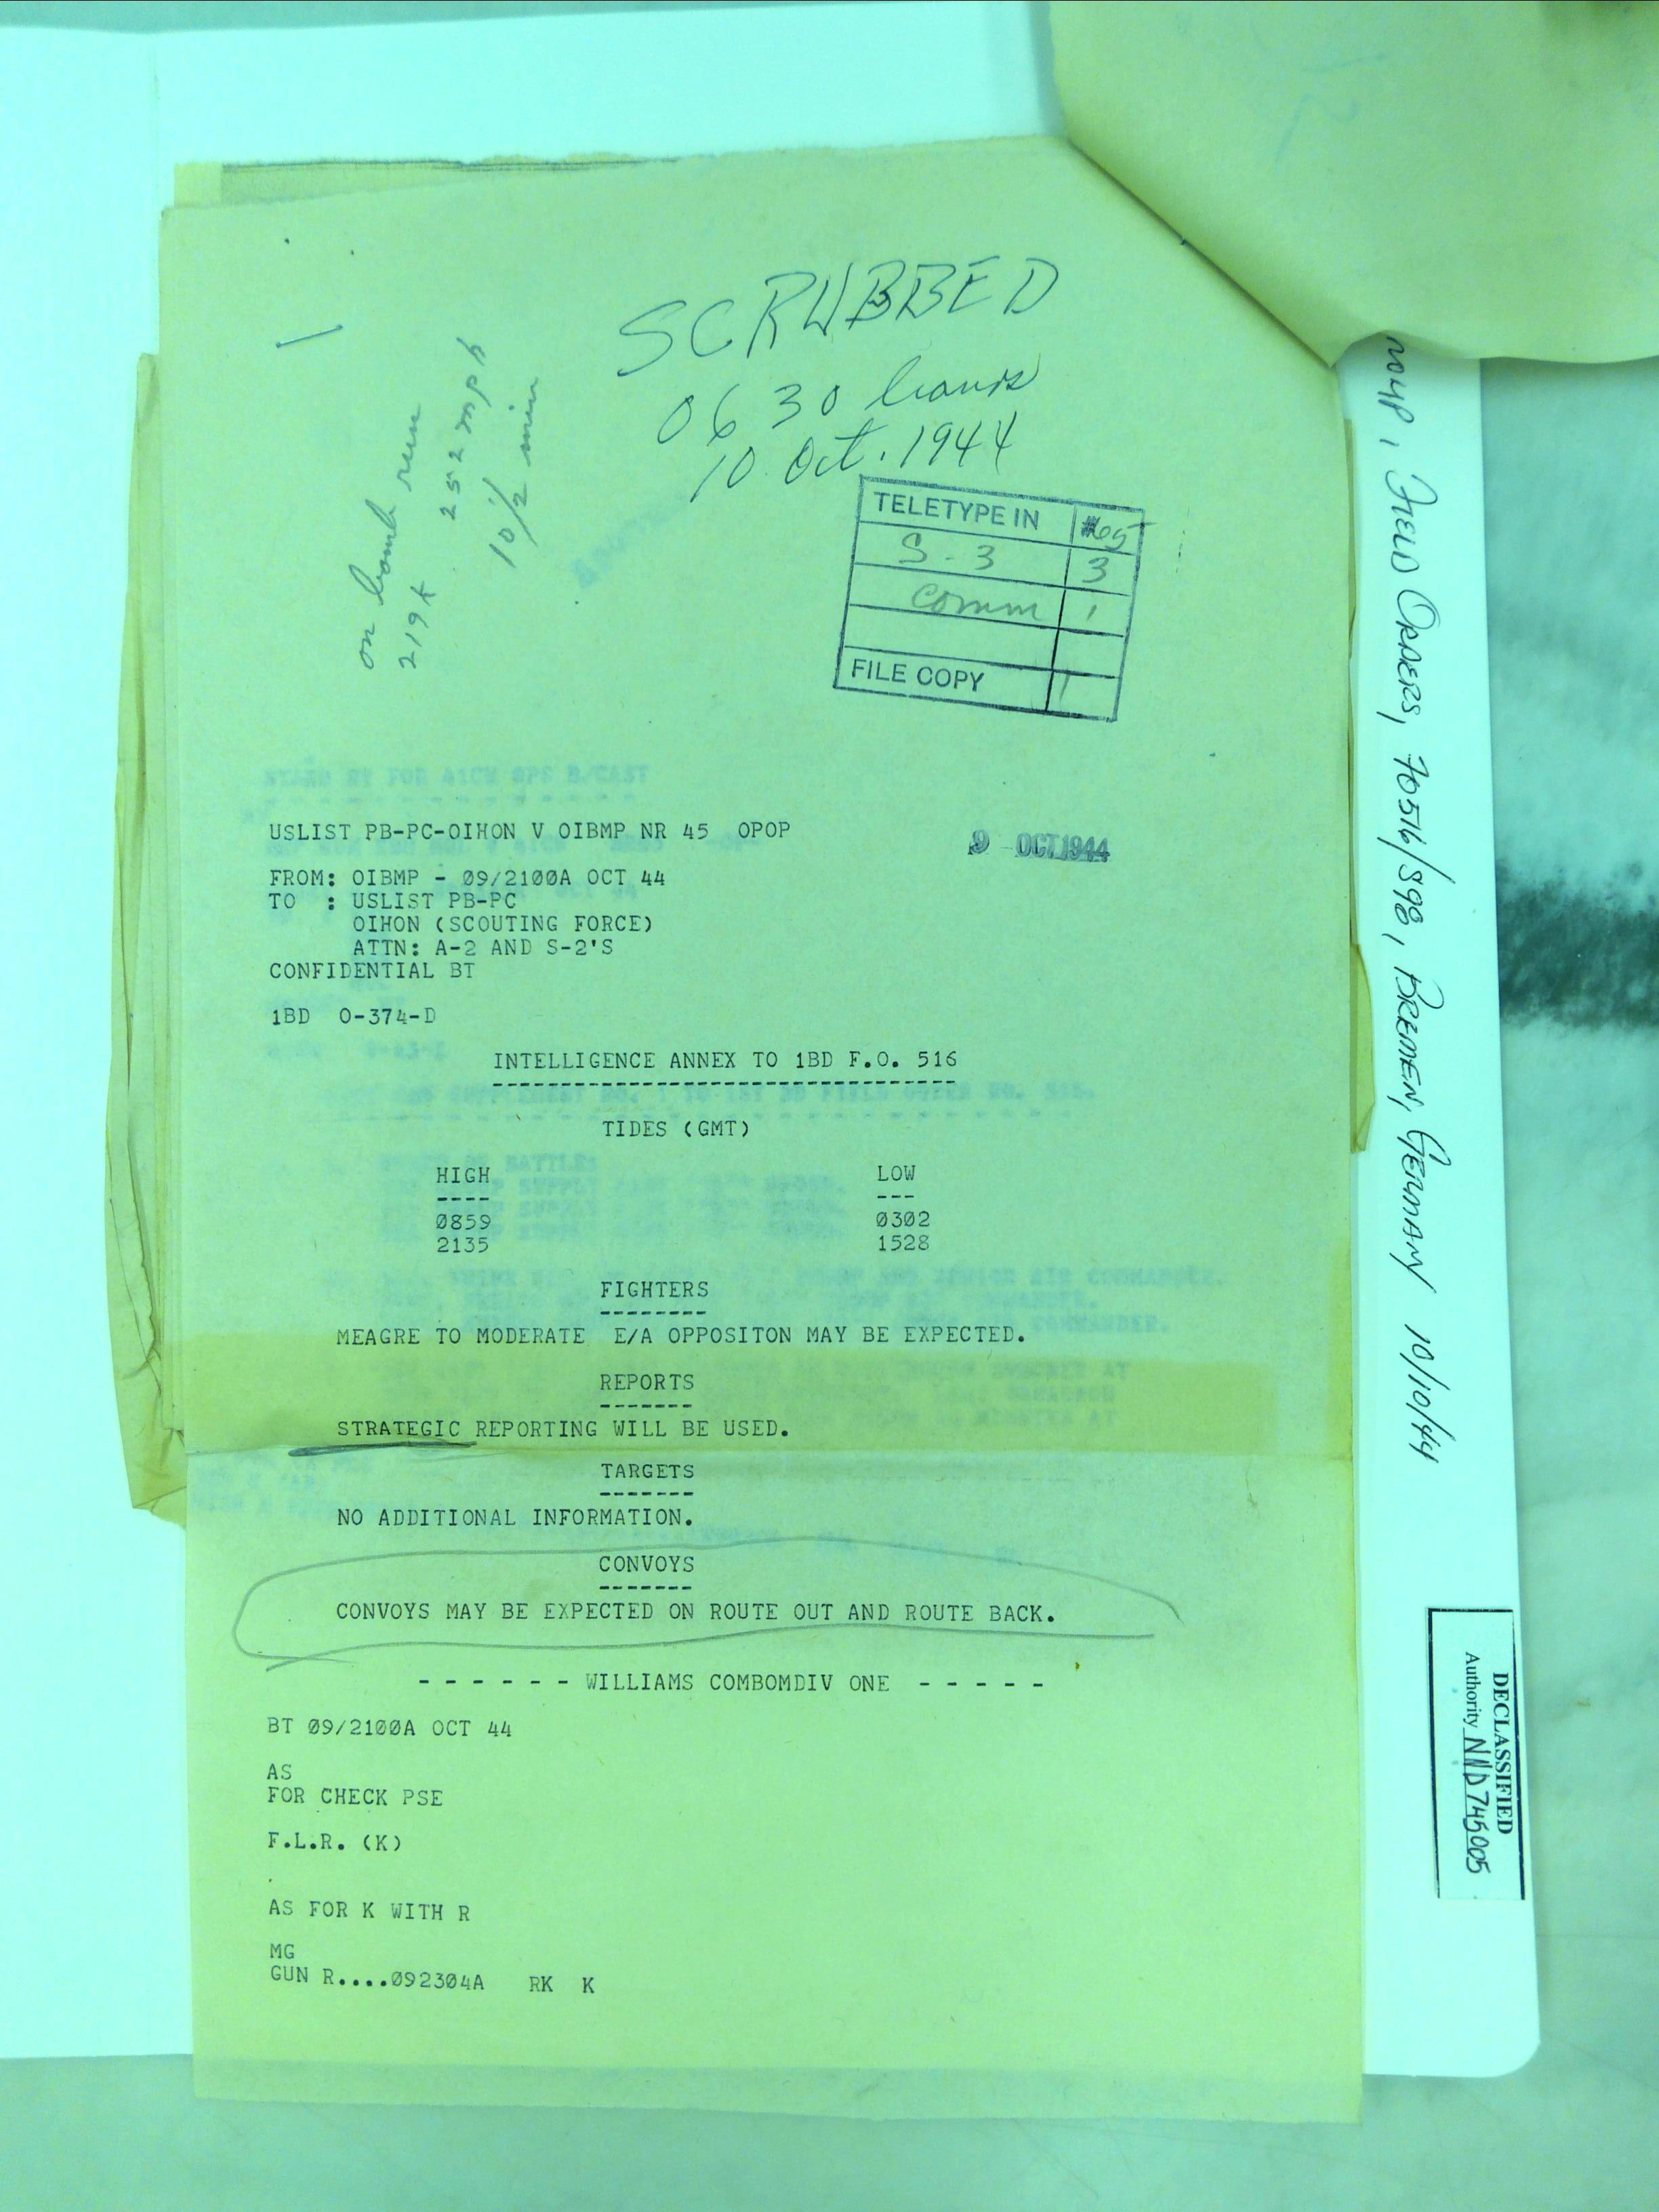 SCRUBBED
0630 hours
10 Oct. 1944
on bomb run
219 k
252 mph
10 1/2 min
TELETYPE IN
S-3 3
Comm 1
FILE COPY 1
USLIST PB-PC-OIHON V OIBMP NR 45 OPOP
9 OCT 1944
FROM: OIBMP - 09/2100A OCT 44
TO : USLIST PB-PC
OIHON (SCOUTING FORCE)
ATTN: A-2 AND S-2'S
CONFIDENTIAL BT
1BD O-374-D
INTELLIGENCE ANNEX TO 1BD F.O. 516
----------------------------------
TIDES (GMT)
HIGH LOW
---- ---
0859 0302
2135 1528
FIGHTERS
--------
MEAGRE TO MODERATE E/A OPPOSITON MAY BE EXPECTED.
REPORTS
-------
STRATEGIC REPORTING WILL BE USED.
TARGETS
-------
NO ADDITIONAL INFORMATION.
CONVOYS
-------
CONVOYS MAY BE EXPECTED ON ROUTE OUT AND ROUTE BACK.
- - - - - - WILLIAMS COMBOMDIV ONE - - - - -
BT 09/2100A OCT 44
AS
FOR CHECK PSE
F.L.R. (K)
.
AS FOR K WITH R
MG
GUN R....092304A RK K
FIELD ORDERS, 70516/898, BREMEN, GERMANY 10/10/44
DECLASSIFIED
Authority NND745005